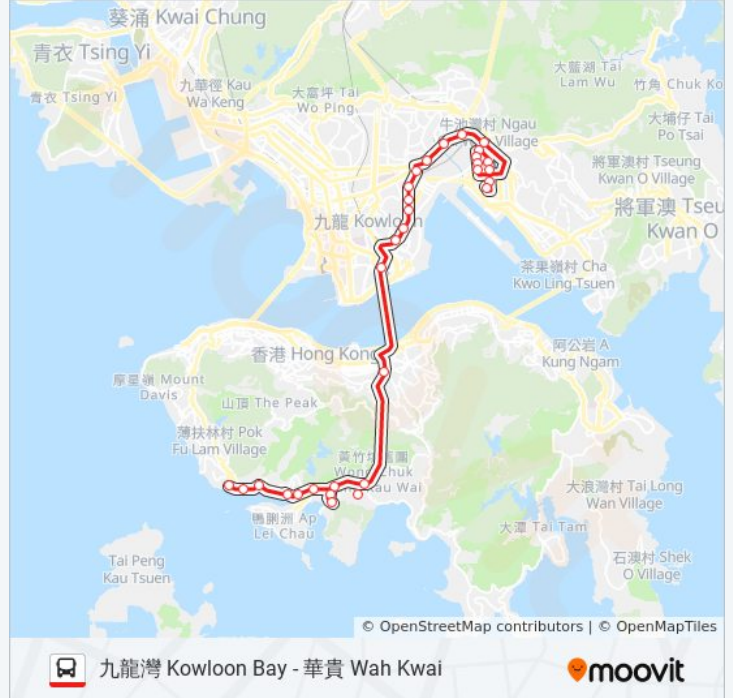 葵涌 Kwai Chung
青衣 Tsing Yi
九華徑 Kau
Wa Keng
青衣 Tsing Yi
大富坪 Tai
Wo Ping
大藍湖 Tai
Lam Wu
竹角 Chuk Ko
牛池灣村 Ngau
Village
大埔仔 Tai
Po Tsai
將軍澳村 Tseung
Kwan O Village
將軍澳 Tseu
Kwan O
九龍 Kowloon
茶果嶺村 Cha
Kwo Ling Tsuen
香港 Hong Kong
阿公岩 A
Kung Ngam
摩星嶺 Mount
Davis
山頂 The Peak
薄扶林村 Pok
Fu Lam Village
黃竹坑舊圍
Wong Chuk
Kau Wai
大浪灣村 Tai Long
Wan Village
鴨脷洲 Ap
Lei Chau
大潭 Tai Tam
石澳村 Shek
O Village
Tai Peng
Kau Tsuen
© OpenStreetMap contributors | © OpenMapTiles
九龍灣 Kowloon Bay - 華貴 Wah Kwai
moovit